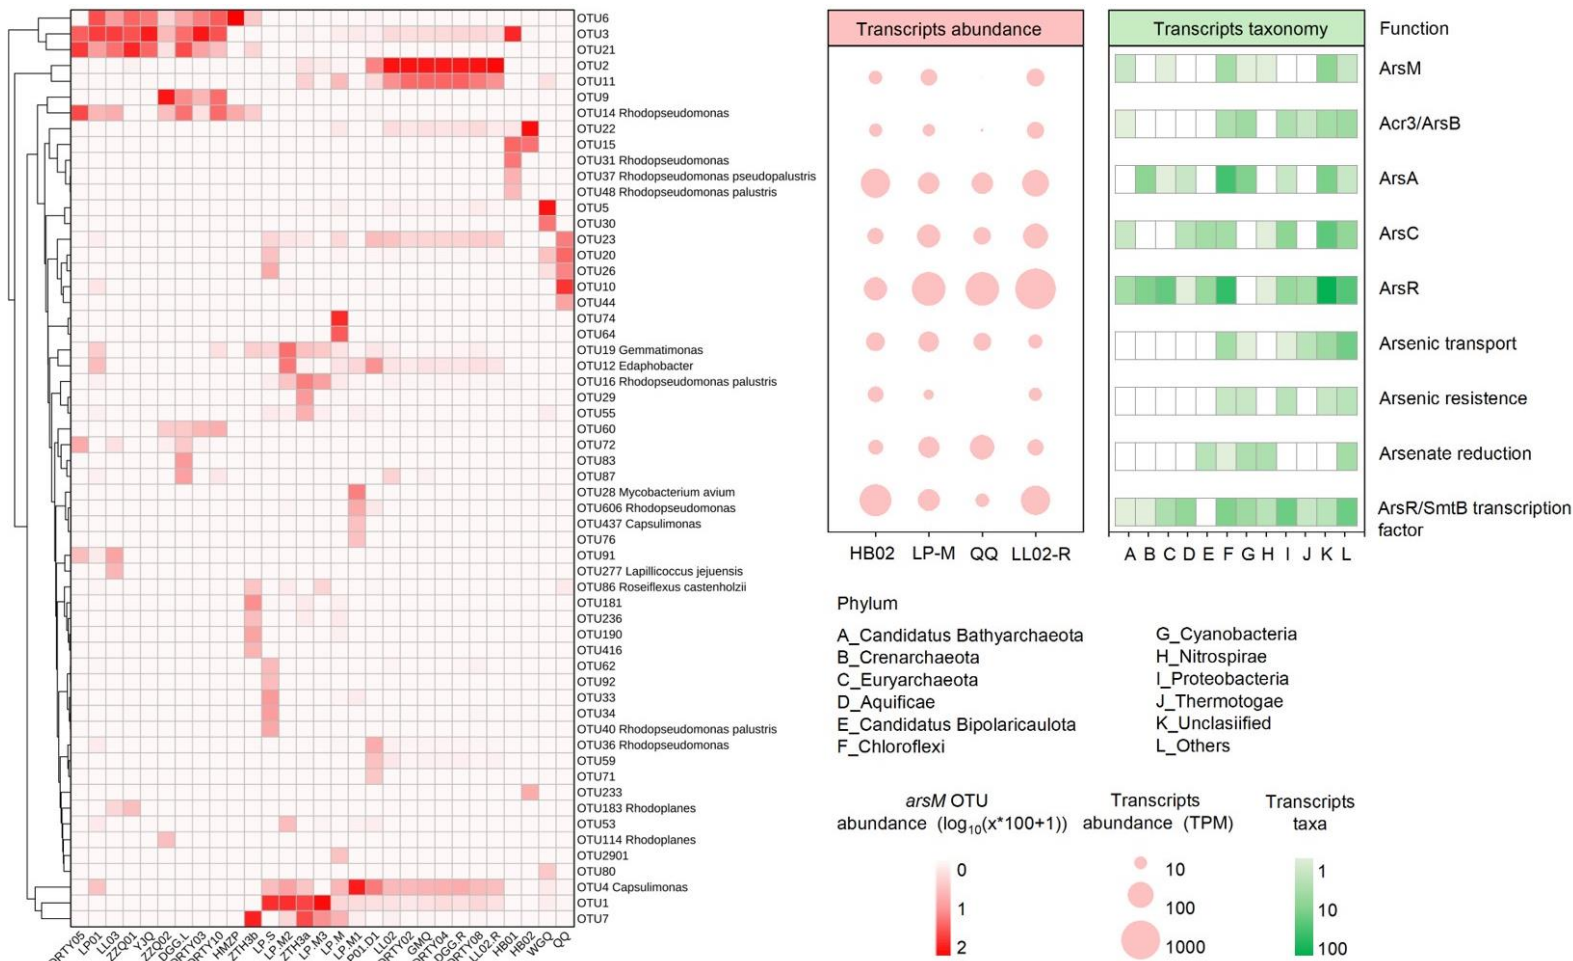 OTU6
OTU3
OTU21
OTU2
OTU11
OTU9
OTU14 Rhodopseudomonas
OTU22
OTU15
OTU31 Rhodopseudomonas
OTU37 Rhodopseudomonas pseudopalustris
OTU48 Rhodopseudomonas palustris
OTU5
OTU30
OTU23
OTU20
OTU26
OTU10
OTU44
OTU74
OTU64
OTU19 Gemmatimonas
OTU12 Edaphobacter
OTU16 Rhodopseudomonas palustris
OTU29
OTU55
OTU60
OTU72
OTU83
OTU87
OTU28 Mycobacterium avium
OTU606 Rhodopseudomonas
OTU437 Capsulimonas
OTU76
OTU91
OTU277 Lapillicoccus jejuensis
OTU86 Roseiflexus castenholzii
OTU181
OTU236
OTU190
OTU416
OTU62
OTU92
OTU33
OTU34
OTU40 Rhodopseudomonas palustris
OTU36 Rhodopseudomonas
OTU59
OTU71
OTU233
OTU183 Rhodoplanes
OTU53
OTU114 Rhodoplanes
OTU2901
OTU80
OTU4 Capsulimonas
OTU1
OTU7
LP01
LL03
ZZQ01
YJQ
ZZQ02
DGG.L
HMZP
ZTH3b
LP.S
LP.M2
ZTH3a
LP.M3
LP.M
LP.M1
LL02
GMQ
DGG.R
LL02.R
HB01
HB02
WGQ
QQ
Transcripts abundance
HB02 LP-M QQ LL02-R
Transcripts taxonomy
A B C D E F G H I J K L
Function
ArsM
Acr3/ArsB
ArsA
ArsC
ArsR
Arsenic transport
Arsenic resistence
Arsenate reduction
ArsR/SmtB transcription
factor
Phylum
A_Candidatus Bathyarchaeota
B_Crenarchaeota
C_Euryarchaeota
D_Aquificae
E_Candidatus Bipolaricaulota
F_Chloroflexi
G_Cyanobacteria
H_Nitrospirae
I_Proteobacteria
J_Thermotogae
K_Unclasiified
L_Others
arsM OTU
abundance (log10(x*100+1))
0
1
2
Transcripts
abundance (TPM)
10
100
1000
Transcripts
taxa
1
10
100